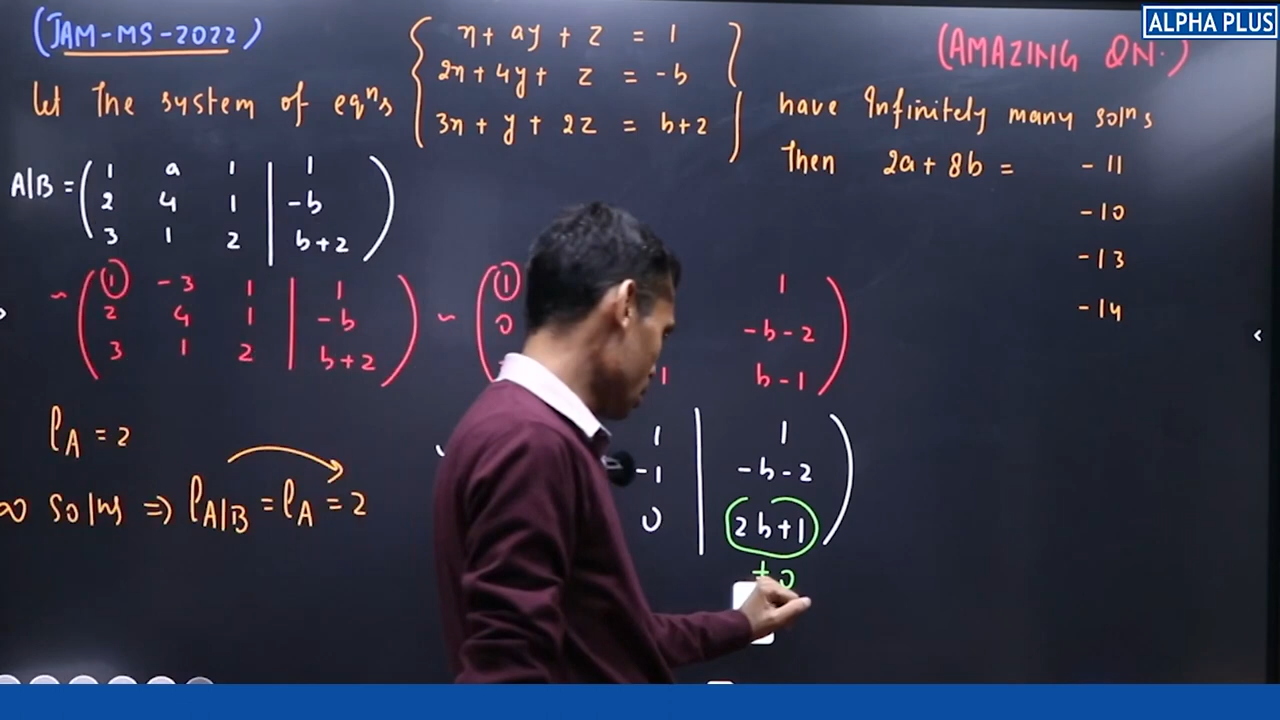 ALPHA PLUS
(JAM-MS-2022)
(AMAZING QN.)
Let The system of eqns { x + ay + z = 1
2x + 4y + z = -b
3x + y + 2z = b+2 } have Infinitely many solns
Then 2a + 8b = -11
-10
-13
-14
A|B = ( 1 a 1 | 1
2 4 1 | -b
3 1 2 | b+2 )
~ ( 1 -3 1 | 1
2 4 1 | -b
3 1 2 | b+2 )
~ ( 1 1
0 -b-2
1 b-1 )
1 | 1
-1 | -b-2
0 | 2b+1 )
ρA = 2
∞ solns ⇒ ρA|B = ρA = 2